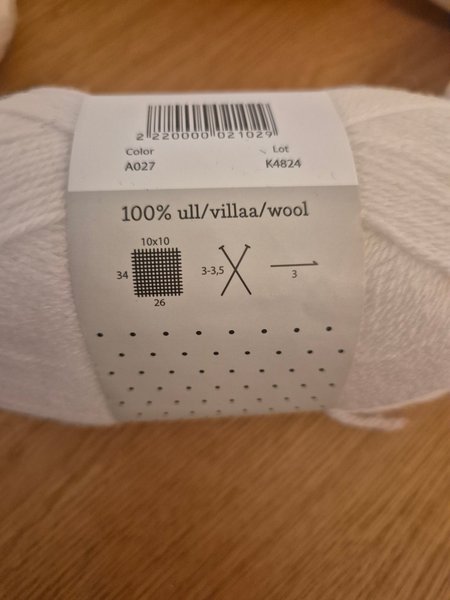 2 220000 021029
Color Lot
A027 K4824
100% ull/villaa/wool
10x10
34
26
3-3,5
3